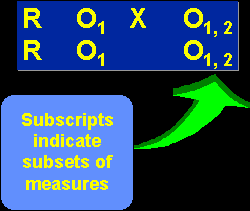 R O₁ X O₁, ₂
R O₁ O₁, ₂
Subscripts
indicate
subsets of
measures